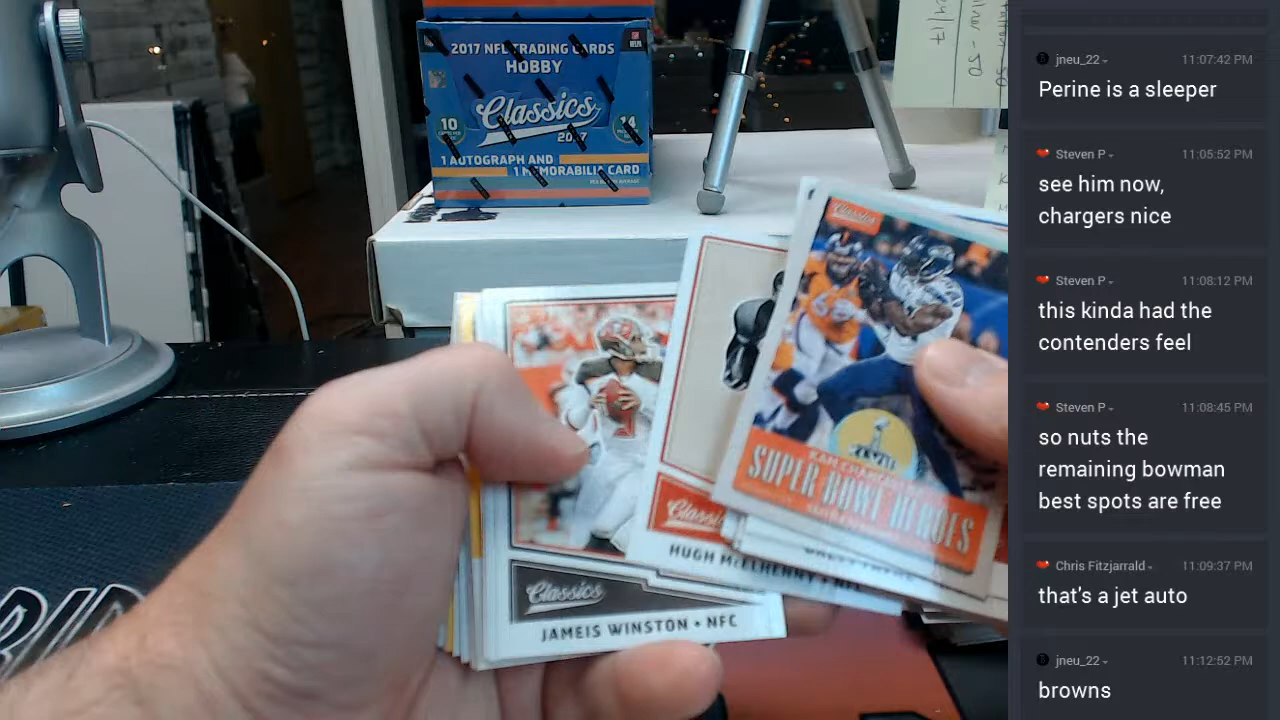 2017 NFL TRADING CARDS
HOBBY
Classics
2017
10
14
1 AUTOGRAPH AND
1 MEMORABILIA CARD
Classics
SUPER BOWL HEROES
Classics
HUGH McELHENNY • NFL
Classics
JAMEIS WINSTON • NFC
jneu_22 11:07:42 PM
Perine is a sleeper
Steven P 11:05:52 PM
see him now,
chargers nice
Steven P 11:08:12 PM
this kinda had the
contenders feel
Steven P 11:08:45 PM
so nuts the
remaining bowman
best spots are free
Chris Fitzjarrald 11:09:37 PM
that's a jet auto
jneu_22 11:12:52 PM
browns